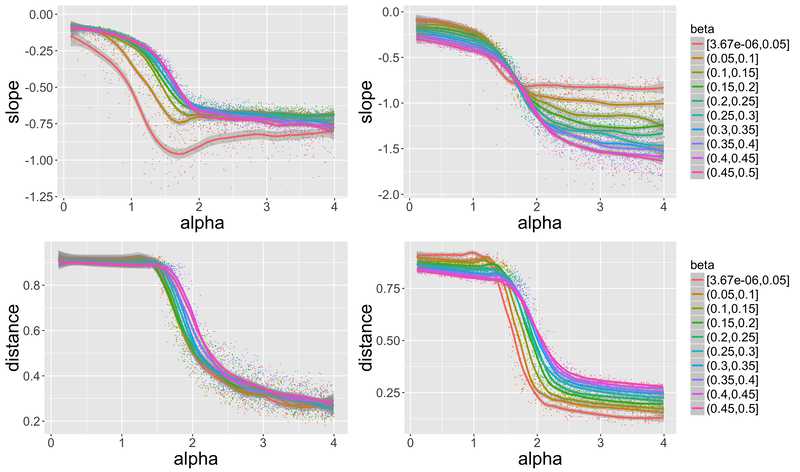 0.00
-0.25
-0.50
-0.75
-1.00
-1.25
slope
0 1 2 3 4
alpha
0.0
-0.5
-1.0
-1.5
-2.0
slope
0 1 2 3 4
alpha
beta
[3.67e-06,0.05]
(0.05,0.1]
(0.1,0.15]
(0.15,0.2]
(0.2,0.25]
(0.25,0.3]
(0.3,0.35]
(0.35,0.4]
(0.4,0.45]
(0.45,0.5]
0.8
0.6
0.4
0.2
distance
0 1 2 3 4
alpha
0.75
0.50
0.25
distance
0 1 2 3 4
alpha
beta
[3.67e-06,0.05]
(0.05,0.1]
(0.1,0.15]
(0.15,0.2]
(0.2,0.25]
(0.25,0.3]
(0.3,0.35]
(0.35,0.4]
(0.4,0.45]
(0.45,0.5]